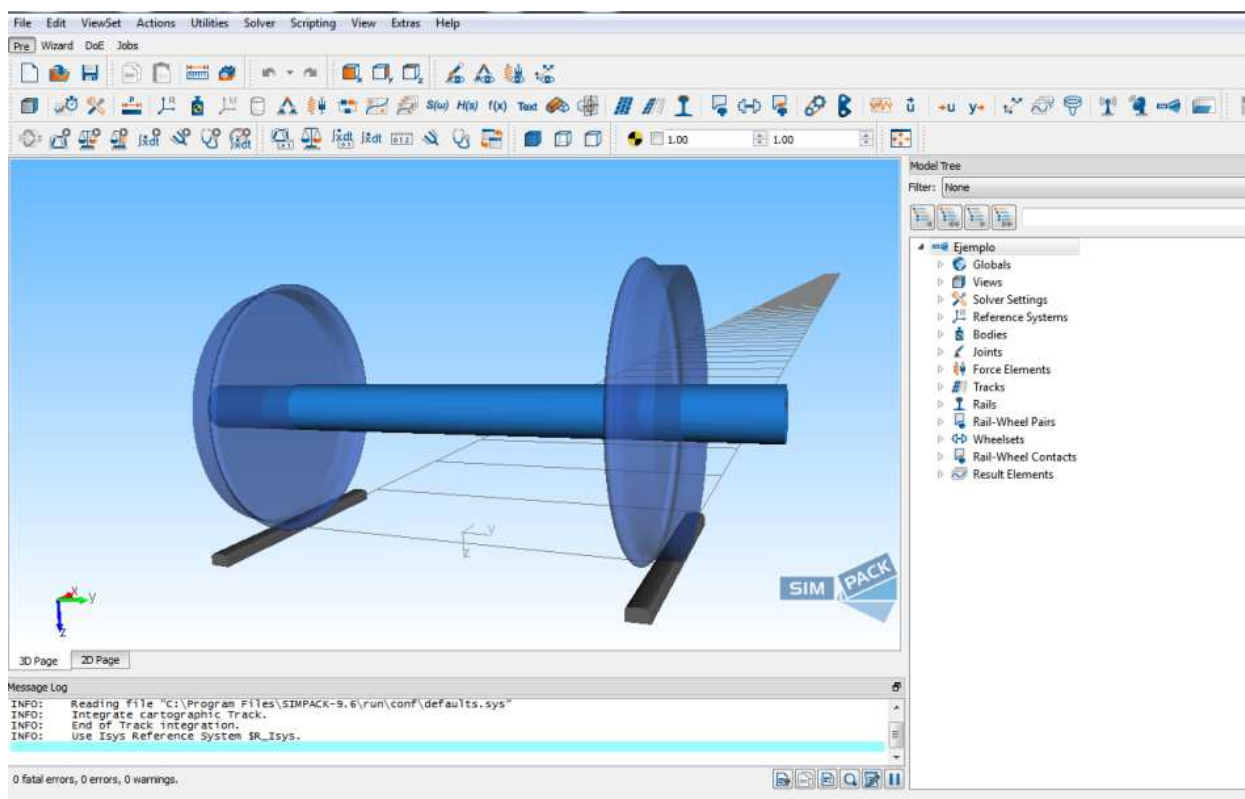 File Edit ViewSet Actions Utilities Solver Scripting View Extras Help
Pre Wizard DoE Jobs
S(ω) H(s) f(x) Text ü +u y+
1.00 1.00
Model Tree
Filter: None
Ejemplo
Globals
Views
Solver Settings
Reference Systems
Bodies
Joints
Force Elements
Tracks
Rails
Rail-Wheel Pairs
Wheelsets
Rail-Wheel Contacts
Result Elements
y
z
SIMPACK
x
y
z
3D Page 2D Page
Message Log
INFO: Reading file "C:\Program Files\SIMPACK-9.6\run\conf\defaults.sys"
INFO: Integrate cartographic Track.
INFO: End of Track integration.
INFO: Use Isys Reference System $R_Isys.
0 fatal errors, 0 errors, 0 warnings.